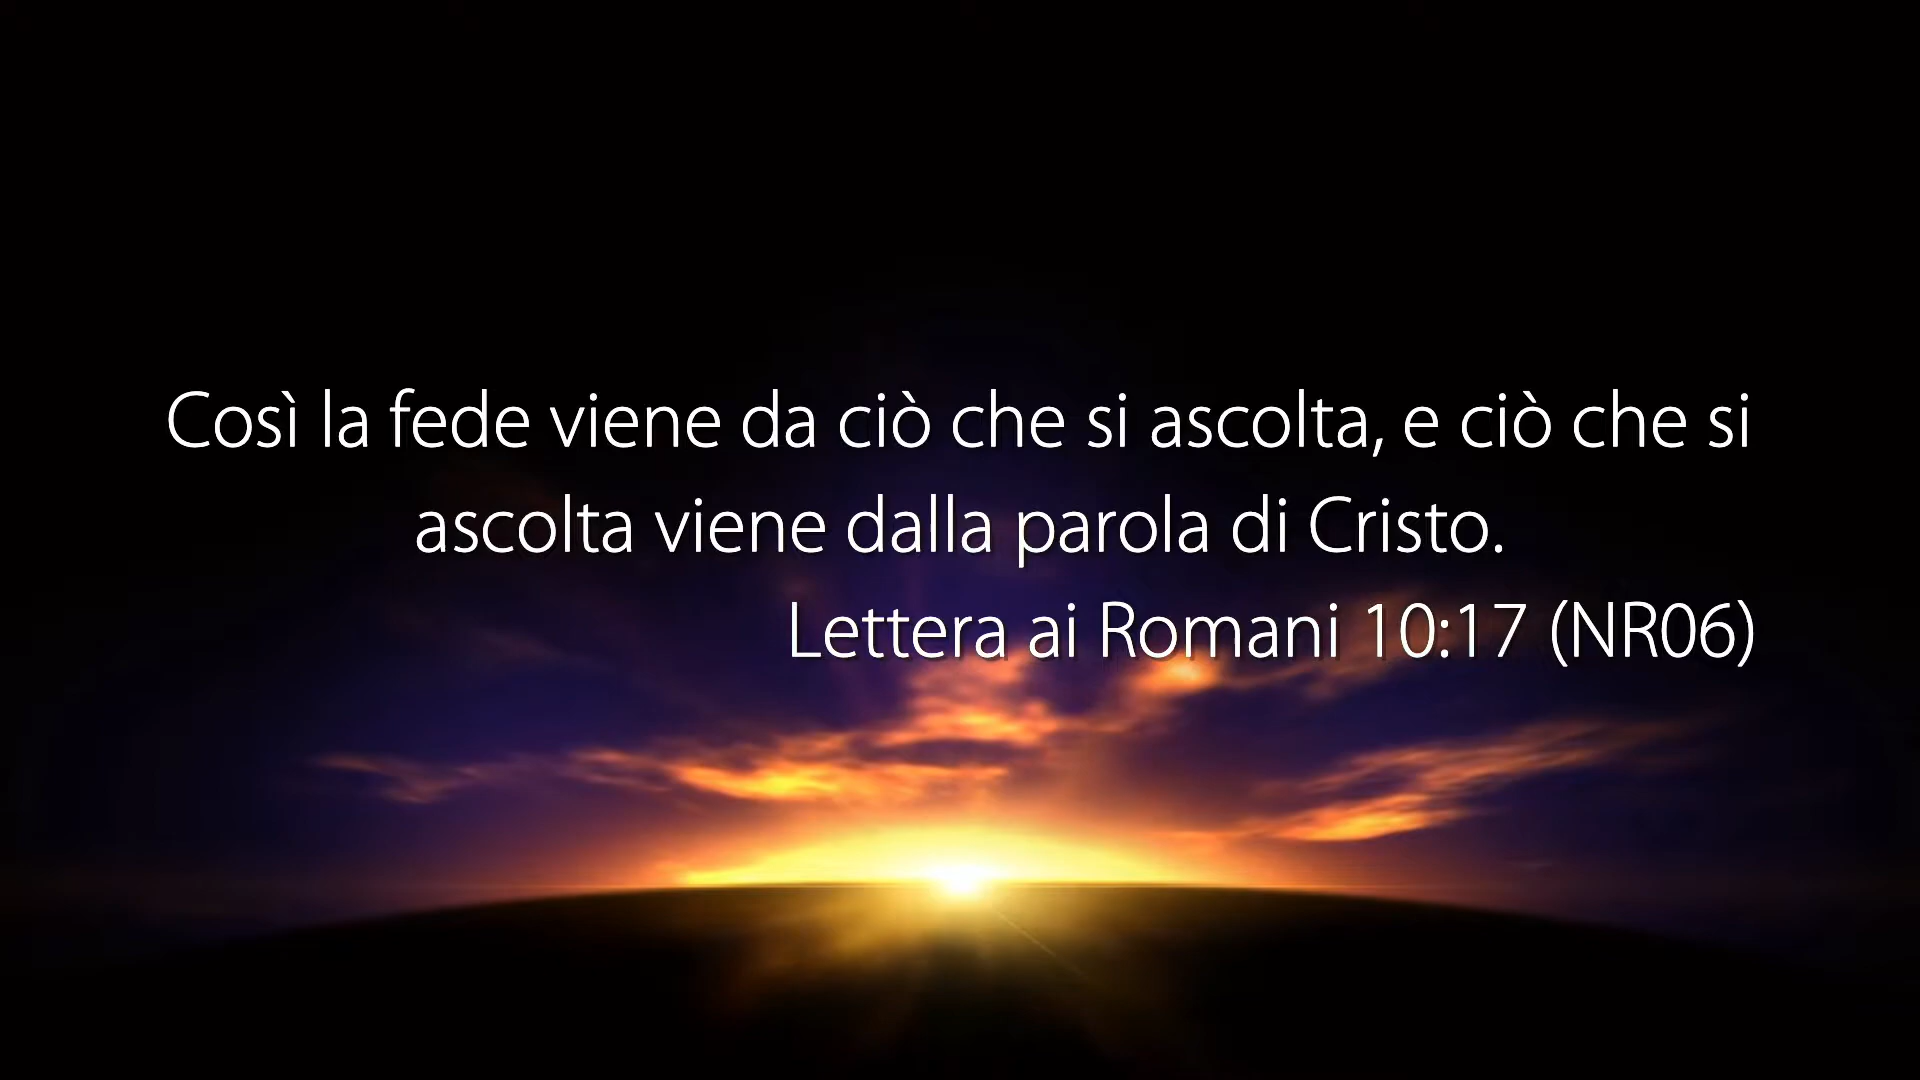 Così la fede viene da ciò che si ascolta, e ciò che si
ascolta viene dalla parola di Cristo.
Lettera ai Romani 10:17 (NR06)